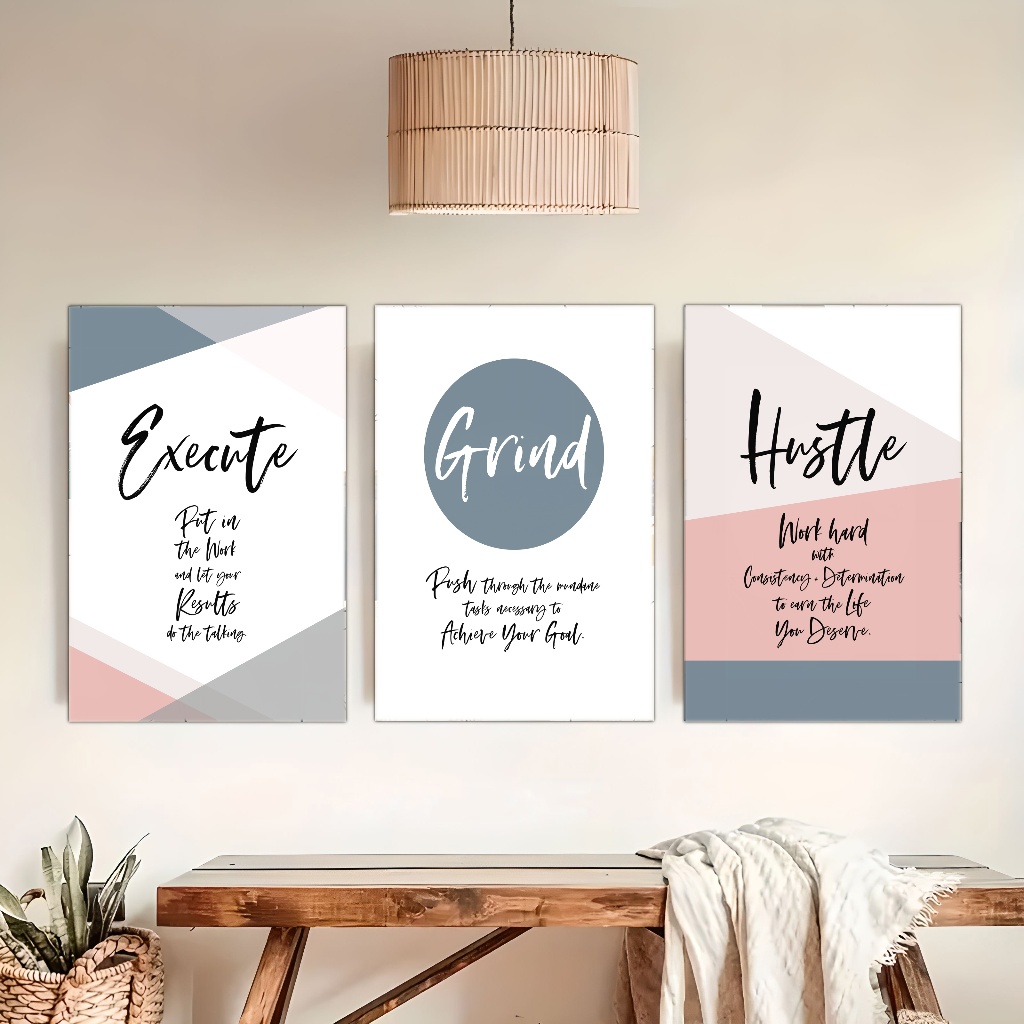 Execute
Put in
the Work
and let your
Results
do the talking.
Grind
Push through the mundane
tasks necessary to
Achieve Your Goal.
Hustle
Work hard
with
Consistency + Determination
to earn the Life
You Deserve.